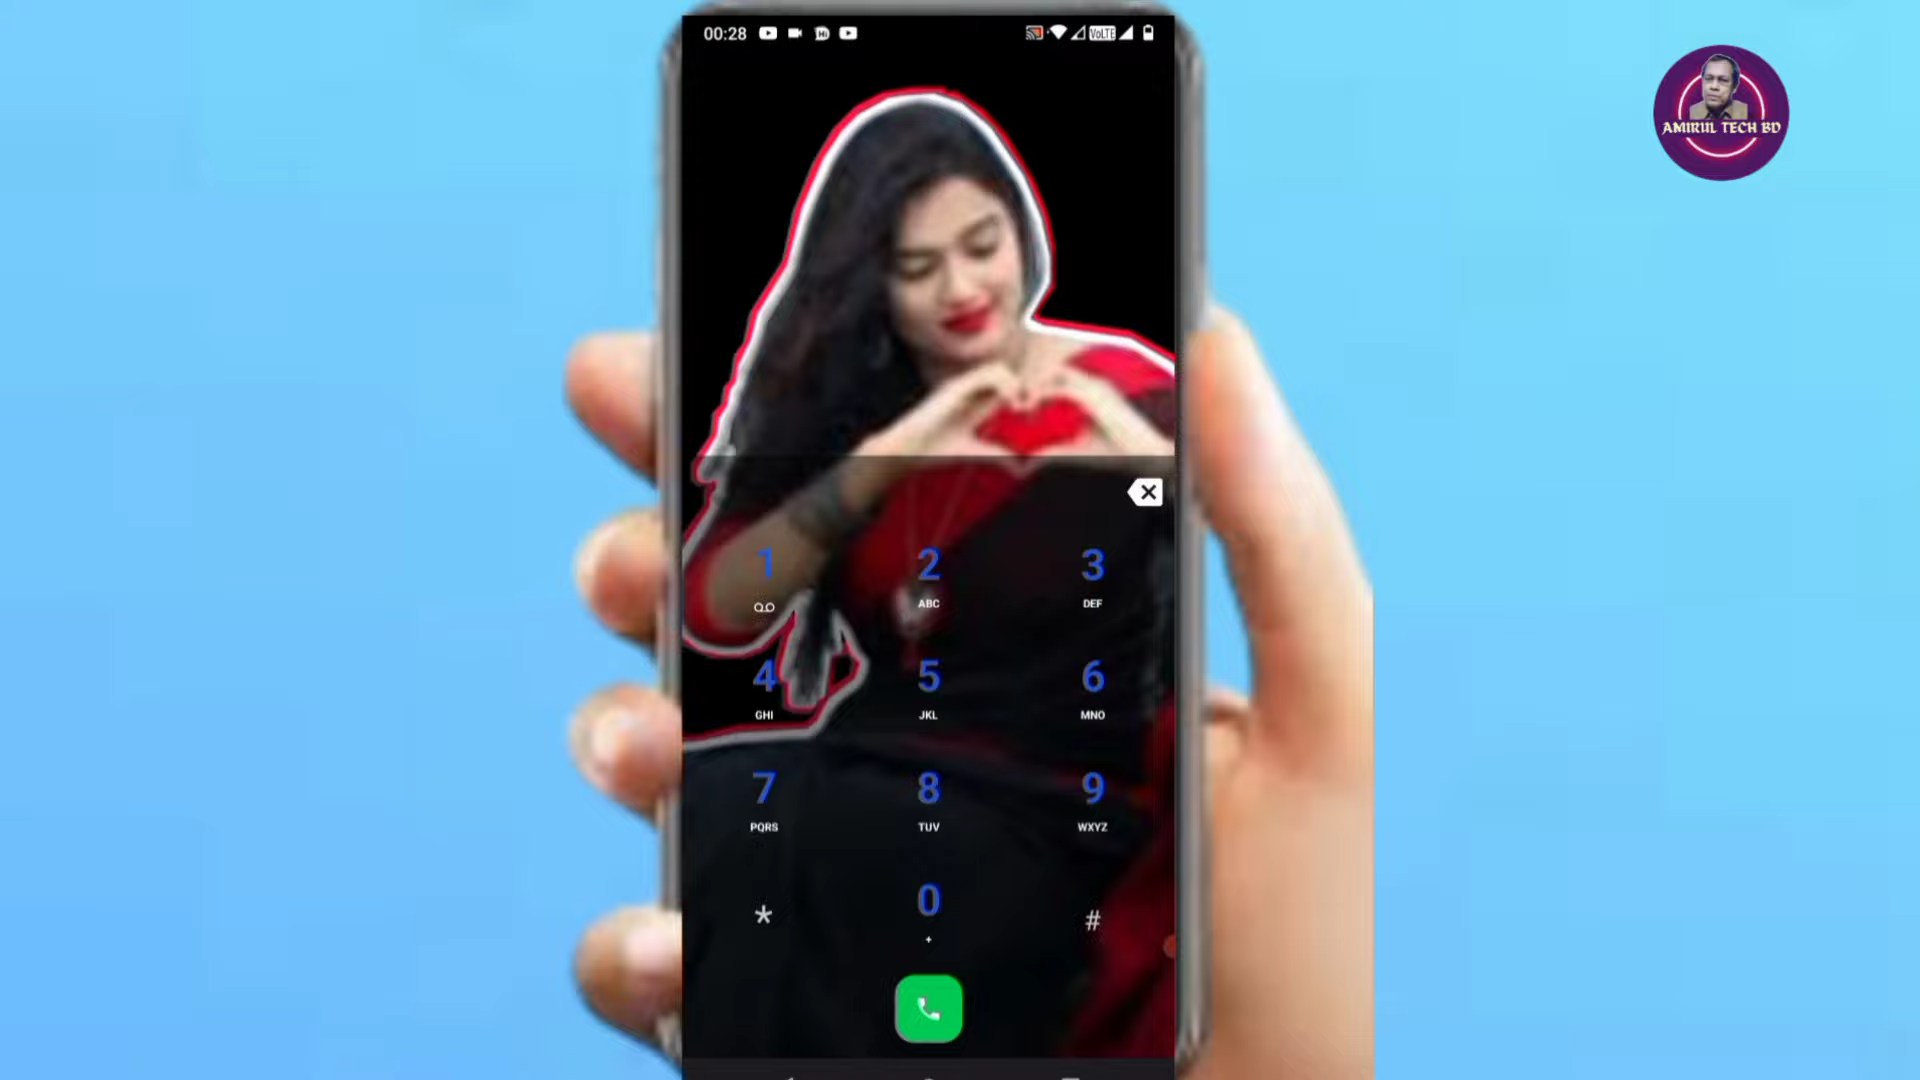 00:28
VoLTE
AMIRUL TECH BD
1 2 3
ABC DEF
4 5 6
GHI JKL MNO
7 8 9
PQRS TUV WXYZ
* 0 #
+